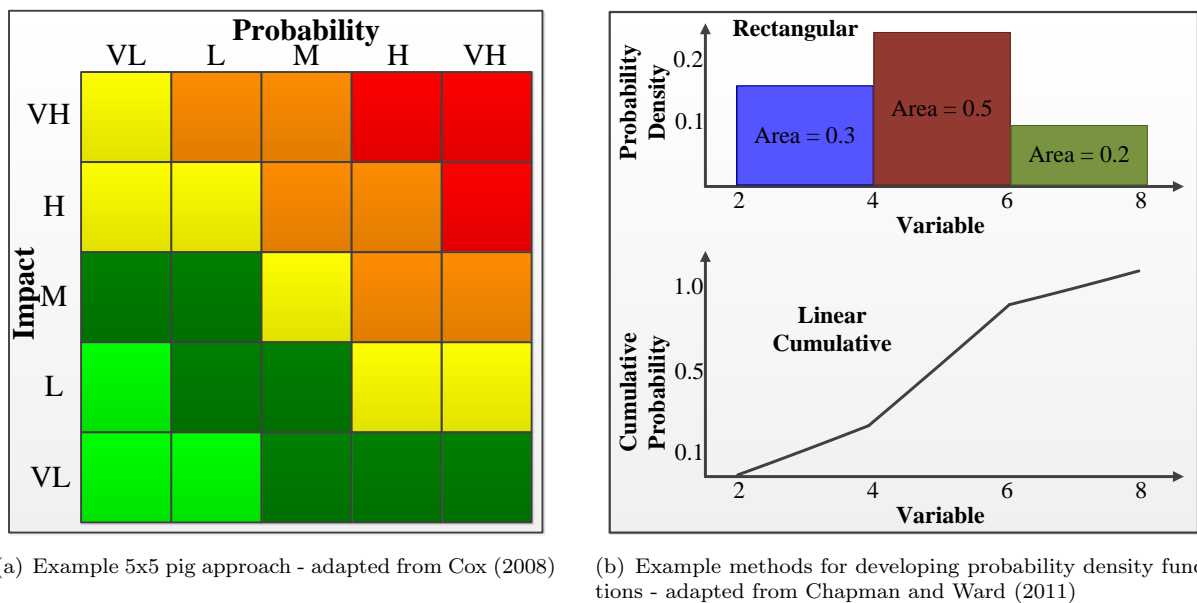 Probability
VL L M H VH
VH
H
M
L
VL
Impact
(a) Example 5x5 pig approach - adapted from Cox (2008)
Rectangular
Probability
Density
0.2
0.1
Area = 0.3
Area = 0.5
Area = 0.2
2 4 6 8
Variable
Linear
Cumulative
Cumulative
Probability
1.0
0.5
0.1
2 4 6 8
Variable
(b) Example methods for developing probability density func-
tions - adapted from Chapman and Ward (2011)